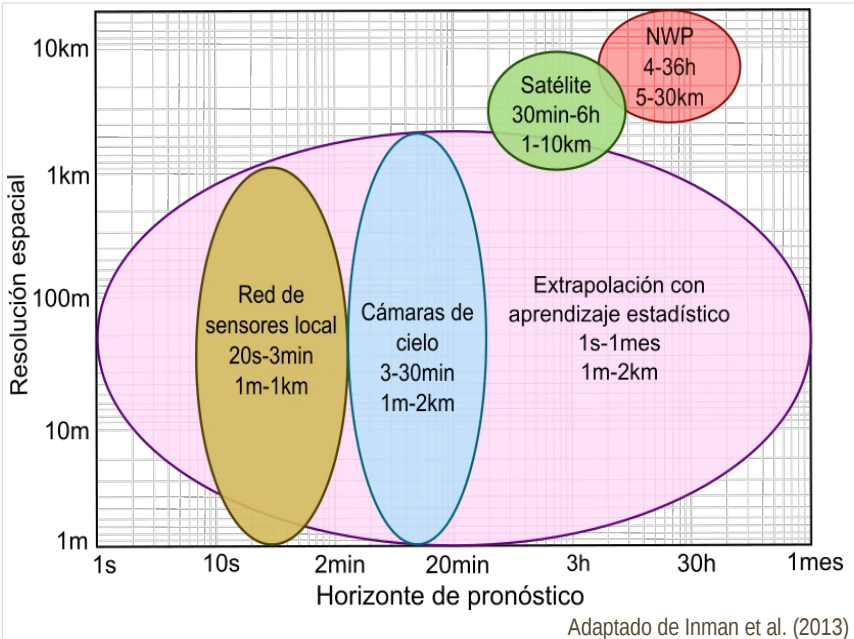 10km
1km
100m
10m
1m
Resolución espacial
NWP
4-36h
5-30km
Satélite
30min-6h
1-10km
Red de
sensores local
20s-3min
1m-1km
Cámaras de
cielo
3-30min
1m-2km
Extrapolación con
aprendizaje estadístico
1s-1mes
1m-2km
1s 10s 2min 20min 3h 30h 1mes
Horizonte de pronóstico
Adaptado de Inman et al. (2013)